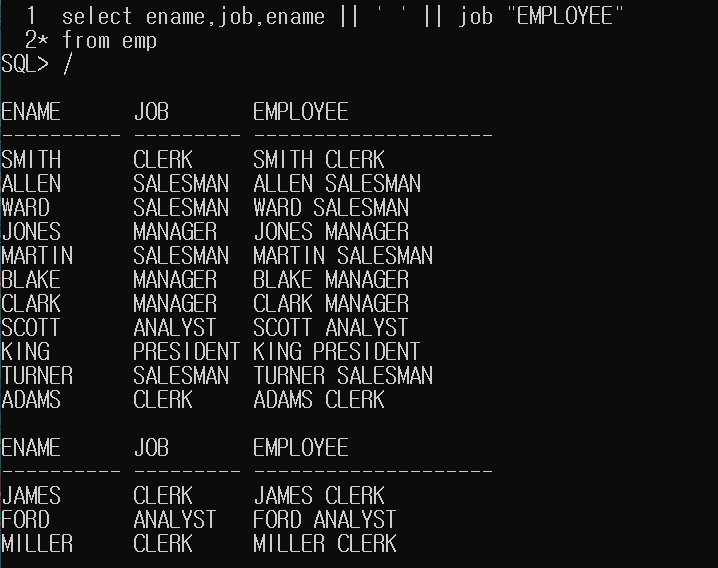 1  select ename,job,ename || ' ' || job "EMPLOYEE"
  2* from emp
SQL> /
ENAME      JOB       EMPLOYEE
---------- --------- --------------------
SMITH      CLERK     SMITH CLERK
ALLEN      SALESMAN  ALLEN SALESMAN
WARD       SALESMAN  WARD SALESMAN
JONES      MANAGER   JONES MANAGER
MARTIN     SALESMAN  MARTIN SALESMAN
BLAKE      MANAGER   BLAKE MANAGER
CLARK      MANAGER   CLARK MANAGER
SCOTT      ANALYST   SCOTT ANALYST
KING       PRESIDENT KING PRESIDENT
TURNER     SALESMAN  TURNER SALESMAN
ADAMS      CLERK     ADAMS CLERK
ENAME      JOB       EMPLOYEE
---------- --------- --------------------
JAMES      CLERK     JAMES CLERK
FORD       ANALYST   FORD ANALYST
MILLER     CLERK     MILLER CLERK